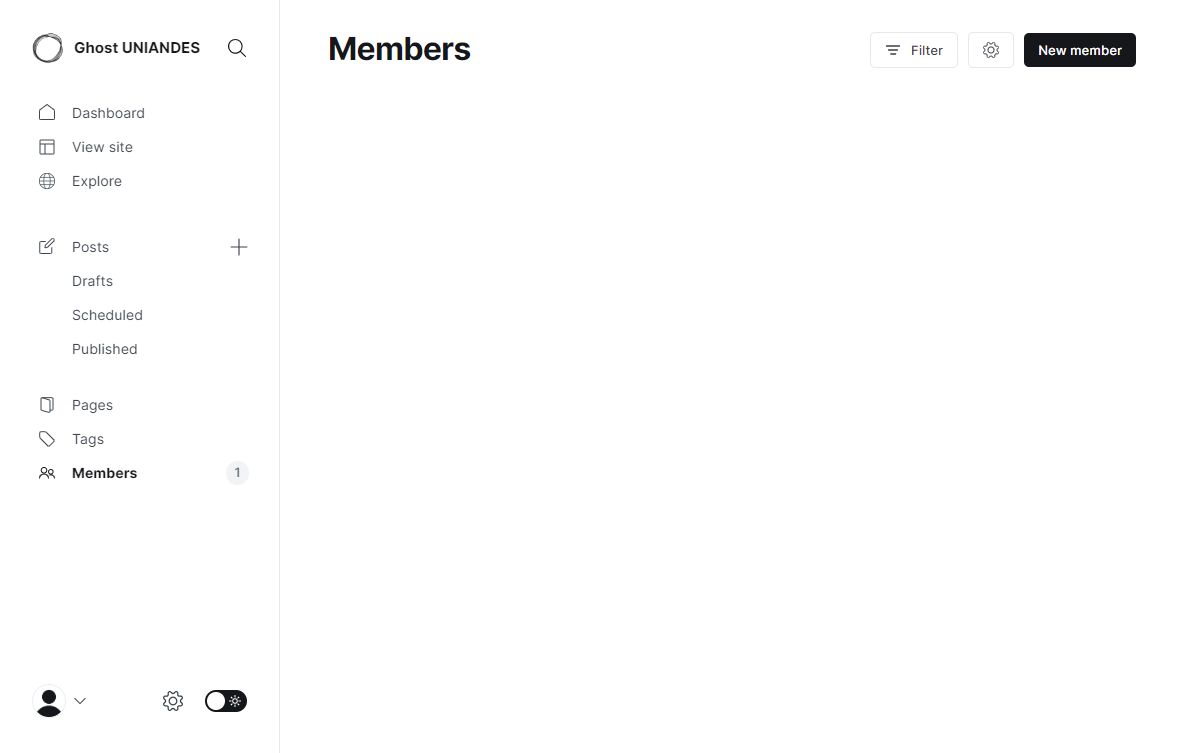 Ghost UNIANDES
Dashboard
View site
Explore
Posts
Drafts
Scheduled
Published
Pages
Tags
Members
1
Members
Filter
New member